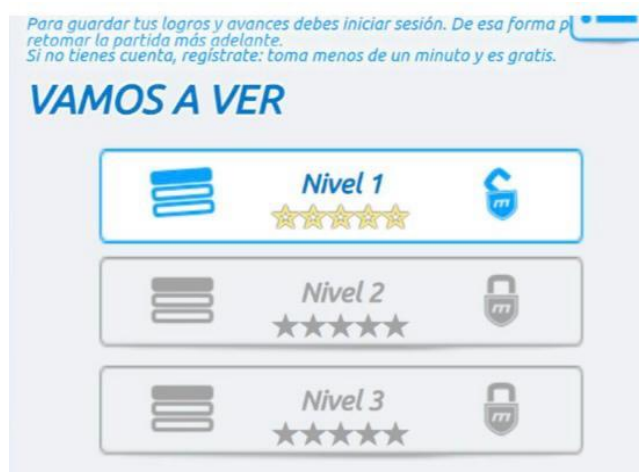 Para guardar tus logros y avances debes iniciar sesión. De esa forma
retomar la partida más adelante.
Si no tienes cuenta, regístrate: toma menos de un minuto y es gratis.
VAMOS A VER
Nivel 1
m
Nivel 2
m
Nivel 3
m